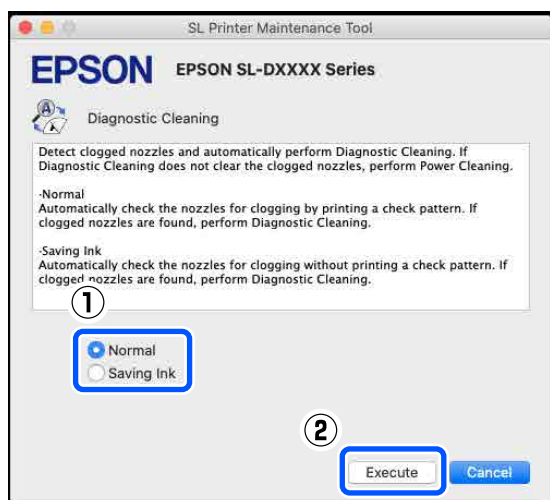 SL Printer Maintenance Tool
EPSON EPSON SL-DXXXX Series
Diagnostic Cleaning
Detect clogged nozzles and automatically perform Diagnostic Cleaning. If
Diagnostic Cleaning does not clear the clogged nozzles, perform Power Cleaning.
-Normal
Automatically check the nozzles for clogging by printing a check pattern. If
clogged nozzles are found, perform Diagnostic Cleaning.
-Saving Ink
Automatically check the nozzles for clogging without printing a check pattern. If
clogged nozzles are found, perform Diagnostic Cleaning.
①
Normal
Saving Ink
②
Execute Cancel